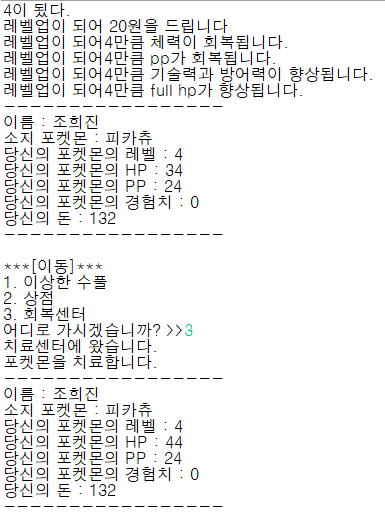 4이 됐다.
레벨업이 되어 20원을 드립니다
레벨업이 되어4만큼 체력이 회복됩니다.
레벨업이 되어4만큼 pp가 회복됩니다.
레벨업이 되어4만큼 기술력과 방어력이 향상됩니다.
레벨업이 되어4만큼 full hp가 향상됩니다.
-----------------
이름 : 조희진
소지 포켓몬 : 피카츄
당신의 포켓몬의 레벨 : 4
당신의 포켓몬의 HP : 34
당신의 포켓몬의 PP : 24
당신의 포켓몬의 경험치 : 0
당신의 돈 : 132
-----------------
***[이동]***
1. 이상한 수풀
2. 상점
3. 회복센터
어디로 가시겠습니까? >>3
치료센터에 왔습니다.
포켓몬을 치료합니다.
-----------------
이름 : 조희진
소지 포켓몬 : 피카츄
당신의 포켓몬의 레벨 : 4
당신의 포켓몬의 HP : 44
당신의 포켓몬의 PP : 24
당신의 포켓몬의 경험치 : 0
당신의 돈 : 132
-----------------